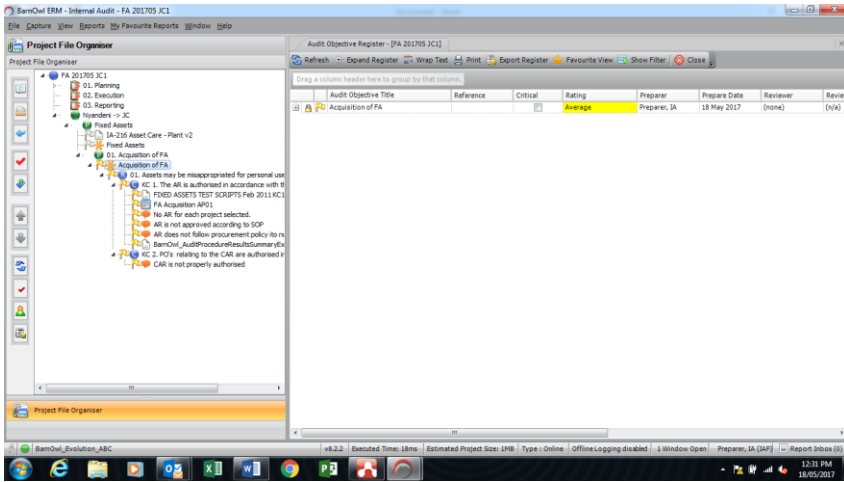 BarnOwl ERM - Internal Audit - FA 201705 JC1
File Capture View Reports My Favourite Reports Window Help
Project File Organiser
Project File Organiser
FA 201705 JC1
01. Planning
02. Execution
03. Reporting
Nyandeni -> JC
Fixed Assets
IA-216 Asset Care - Plant v2
Fixed Assets
01. Acquisition of FA
Acquisition of FA
01. Assets may be misappropriated for personal use
KC 1. The AR is authorised in accordance with th
FIXED ASSETS TEST SCRIPTS Feb 2011 KC1
FA Acquisition AP01
No AR for each project selected.
AR is not approved according to SOP
AR does not follow procurement policy ito nu
BarnOwl_AuditProcedureResultsSummaryEx
KC 2. PO's relating to the CAR are authorised in
CAR is not properly authorised
Project File Organiser
Audit Objective Register - [FA 201705 JC1]
Refresh Expand Register Wrap Text Print Export Register Favourite View Show Filter Close
Drag a column header here to group by that column.
Audit Objective Title Reference Critical Rating Preparer Prepare Date Reviewer Revie
Acquisition of FA Average Preparer, IA 18 May 2017 (none) (n/a)
BarnOwl_Evolution_ABC v8.2.2 Executed Time: 18ms Estimated Project Size: 1MB Type : Online Offline Logging disabled 1 Window Open Preparer, IA (IAP) Report Inbox (0)
12:31 PM
18/05/2017